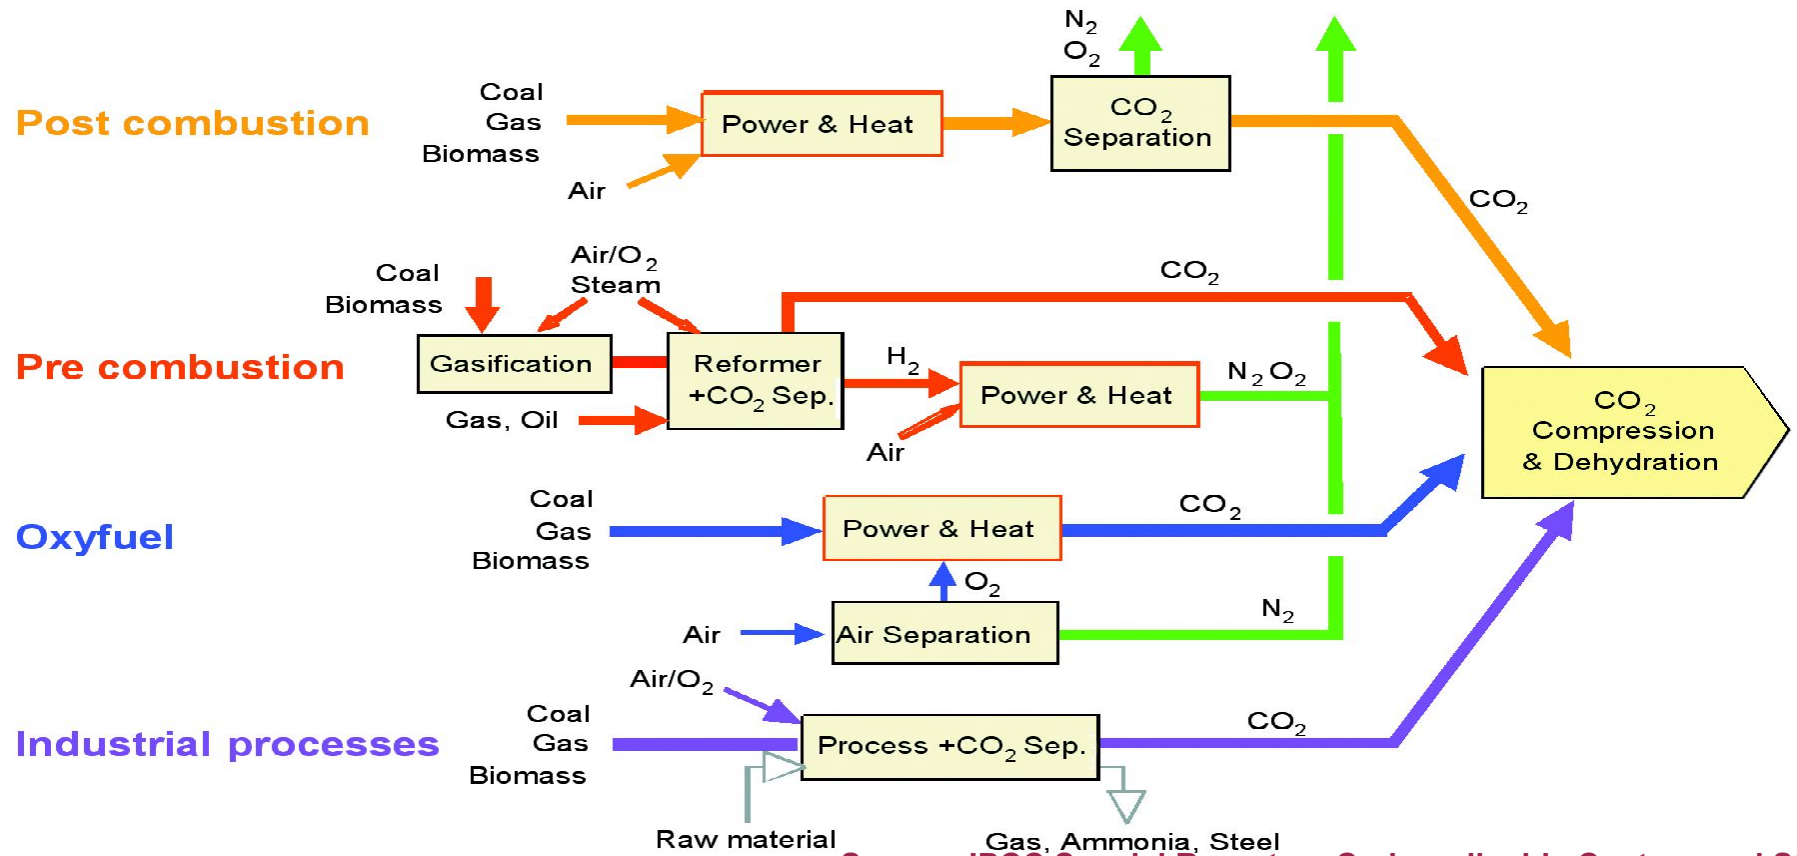 N2
O2
Coal
Gas
Biomass
Air
Post combustion
Power & Heat
CO2
Separation
CO2
Air/O2
Steam
Coal
Biomass
CO2
Pre combustion
Gasification
Reformer
+CO2 Sep.
H2
Gas, Oil
Air
Power & Heat
N2 O2
CO2
Compression
& Dehydration
Oxyfuel
Coal
Gas
Biomass
Power & Heat
CO2
O2
Air
Air Separation
N2
Industrial processes
Air/O2
Coal
Gas
Biomass
Process +CO2 Sep.
CO2
Raw material
Gas, Ammonia, Steel